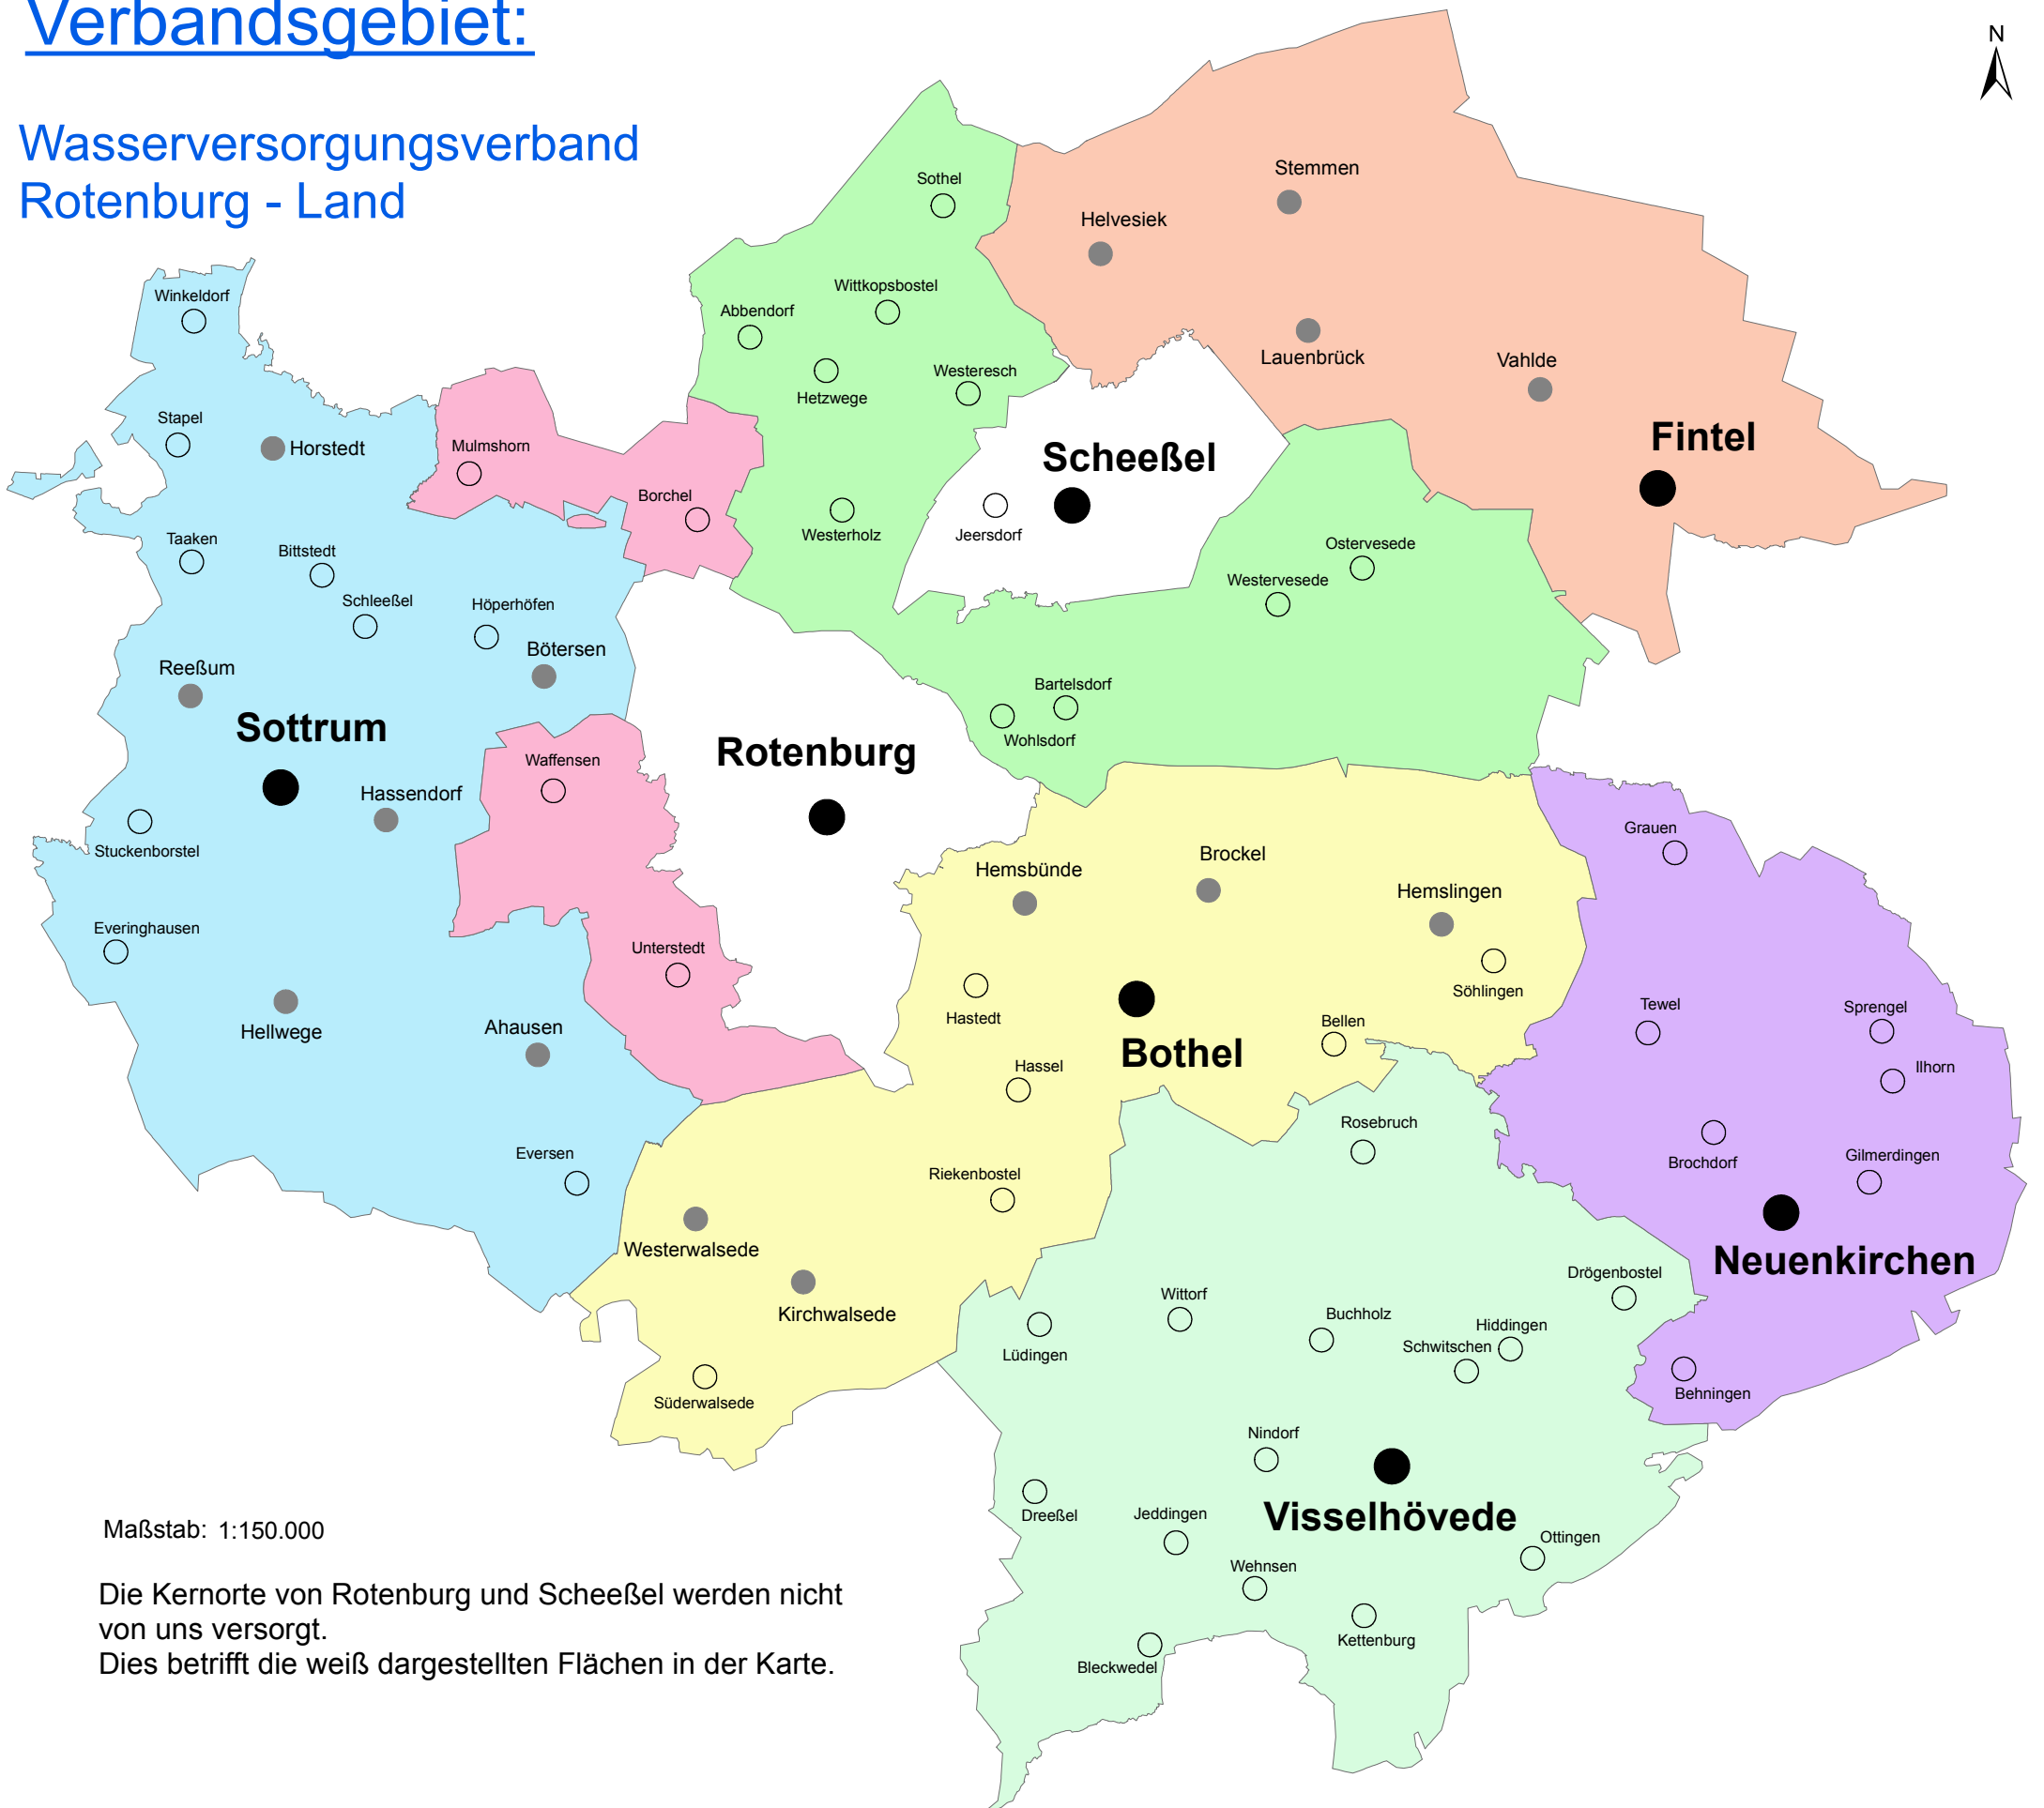 Verbandsgebiet:
N
Wasserversorgungsverband
Rotenburg - Land
Stemmen
Sothel
Helvesiek
Wittkopsbostel
Winkeldorf
Abbendorf
Lauenbrück
Vahlde
Westeresch
Hetzwege
Stapel
Fintel
Horstedt
Mulmshorn
Scheeßel
Borchel
Westerholz
Jeersdorf
Taaken
Bittstedt
Ostervesede
Westervesede
Schleeßel
Höperhöfen
Bötersen
Reeßum
Bartelsdorf
Sottrum
Wohlsdorf
Rotenburg
Waffensen
Hassendorf
Grauen
Stuckenborstel
Brockel
Hemsbünde
Hemslingen
Everinghausen
Unterstedt
Söhlingen
Tewel
Sprengel
Hastedt
Bellen
Hellwege
Ahausen
Bothel
Hassel
Ilhorn
Rosebruch
Eversen
Brochdorf
Gilmerdingen
Riekenbostel
Westerwalsede
Neuenkirchen
Drögenbostel
Wittorf
Kirchwalsede
Buchholz
Hiddingen
Schwitschen
Lüdingen
Behningen
Süderwalsede
Nindorf
Dreeßel
Jeddingen
Visselhövede
Maßstab: 1:150.000
Ottingen
Wehnsen
Die Kernorte von Rotenburg und Scheeßel werden nicht
von uns versorgt.
Kettenburg
Dies betrifft die weiß dargestellten Flächen in der Karte.
Bleckwedel